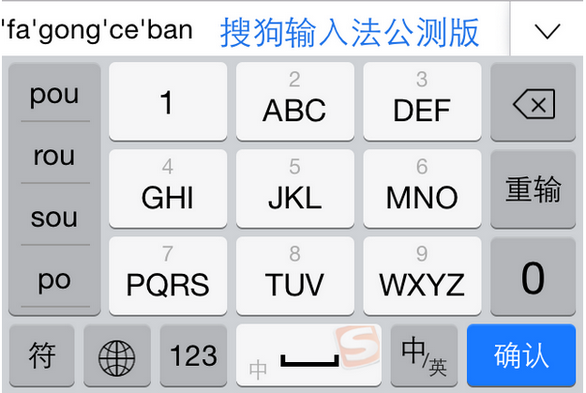 'fa'gong'ce'ban 搜狗输入法公测版
pou 1 2 ABC 3 DEF
rou 4 GHI 5 JKL 6 MNO 重输
sou
po 7 PQRS 8 TUV 9 WXYZ 0
符 123 中 S 中/英 确认